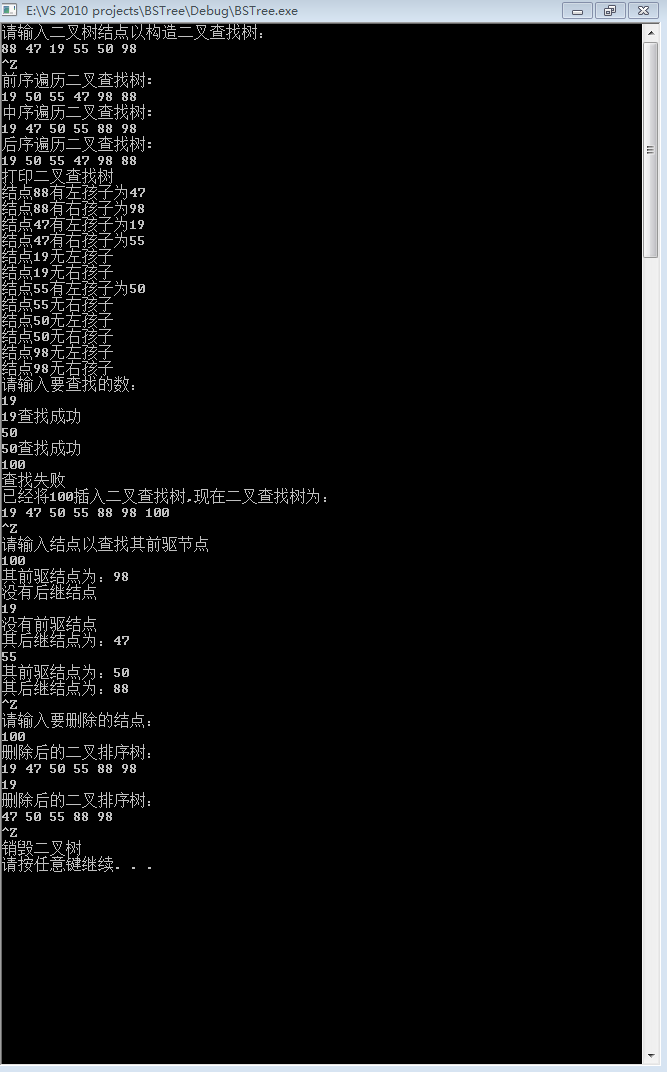 E:\VS 2010 projects\BSTree\Debug\BSTree.exe
请输入二叉树结点以构造二叉查找树:
88 47 19 55 50 98
^Z
前序遍历二叉查找树:
19 50 55 47 98 88
中序遍历二叉查找树:
19 47 50 55 88 98
后序遍历二叉查找树:
19 50 55 47 98 88
打印二叉查找树
结点88有左孩子为47
结点88有右孩子为98
结点47有左孩子为19
结点47有右孩子为55
结点19无左孩子
结点19无右孩子
结点55有左孩子为50
结点55无右孩子
结点50无左孩子
结点50无右孩子
结点98无左孩子
结点98无右孩子
请输入要查找的数:
19
19查找成功
50
50查找成功
100
查找失败
已经将100插入二叉查找树,现在二叉查找树为:
19 47 50 55 88 98 100
^Z
请输入结点以查找其前驱节点
100
其前驱结点为: 98
没有后继结点
19
没有前驱结点
其后继结点为: 47
55
其前驱结点为: 50
其后继结点为: 88
^Z
请输入要删除的结点:
100
删除后的二叉排序树:
19 47 50 55 88 98
19
删除后的二叉排序树:
47 50 55 88 98
^Z
销毁二叉树
请按任意键继续. . .